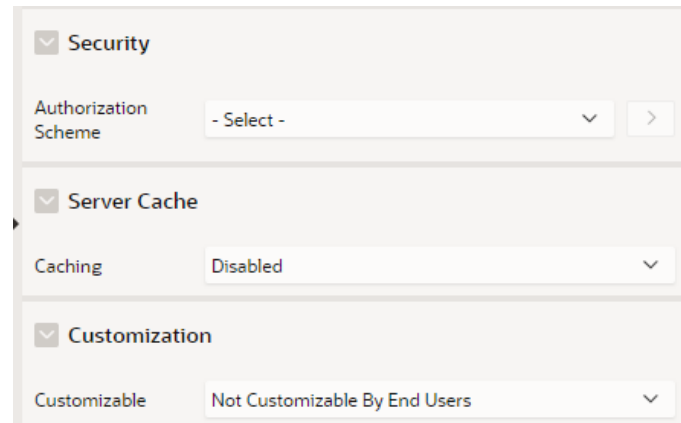 Security
Authorization
Scheme
- Select -
Server Cache
Caching
Disabled
Customization
Customizable
Not Customizable By End Users